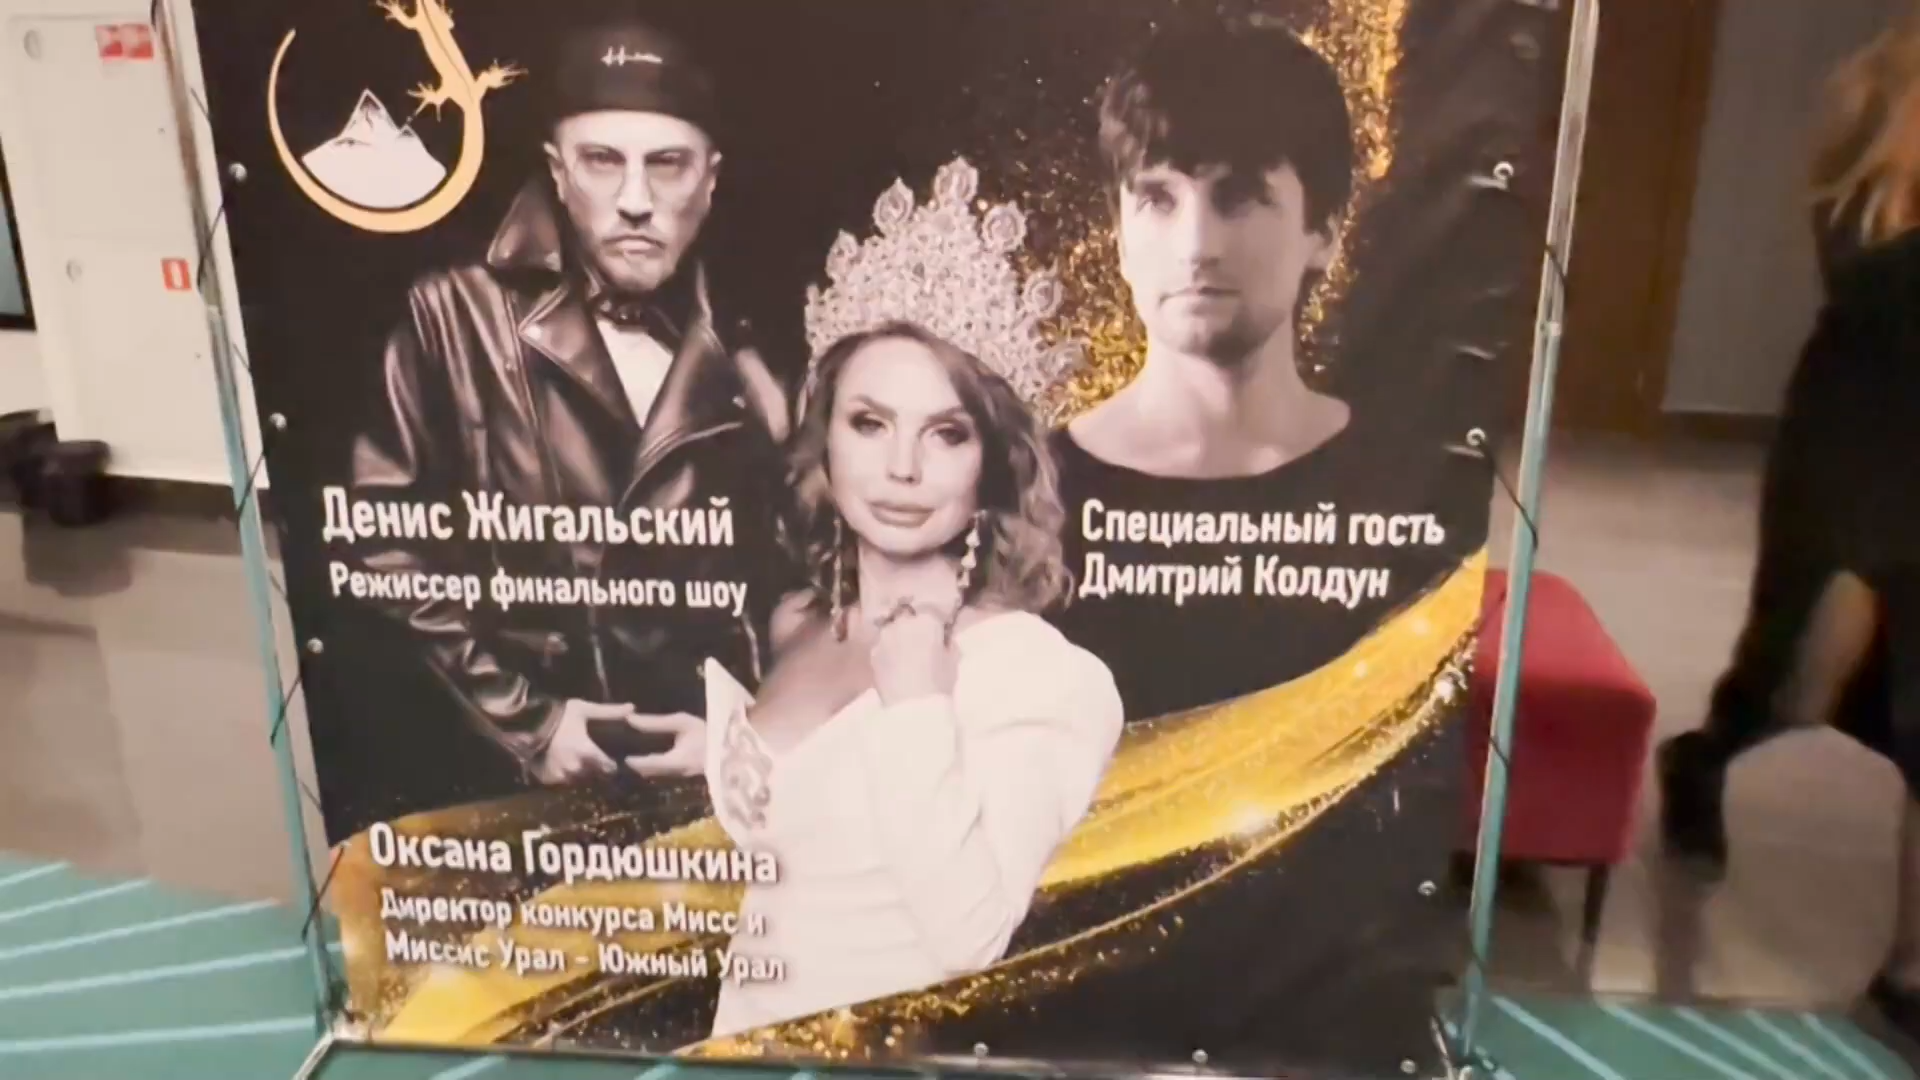 Денис Жигальский
Режиссер финального шоу
Специальный гость
Дмитрий Колдун
Оксана Гордюшкина
Директор конкурса Мисс и
Миссис Урал - Южный Урал